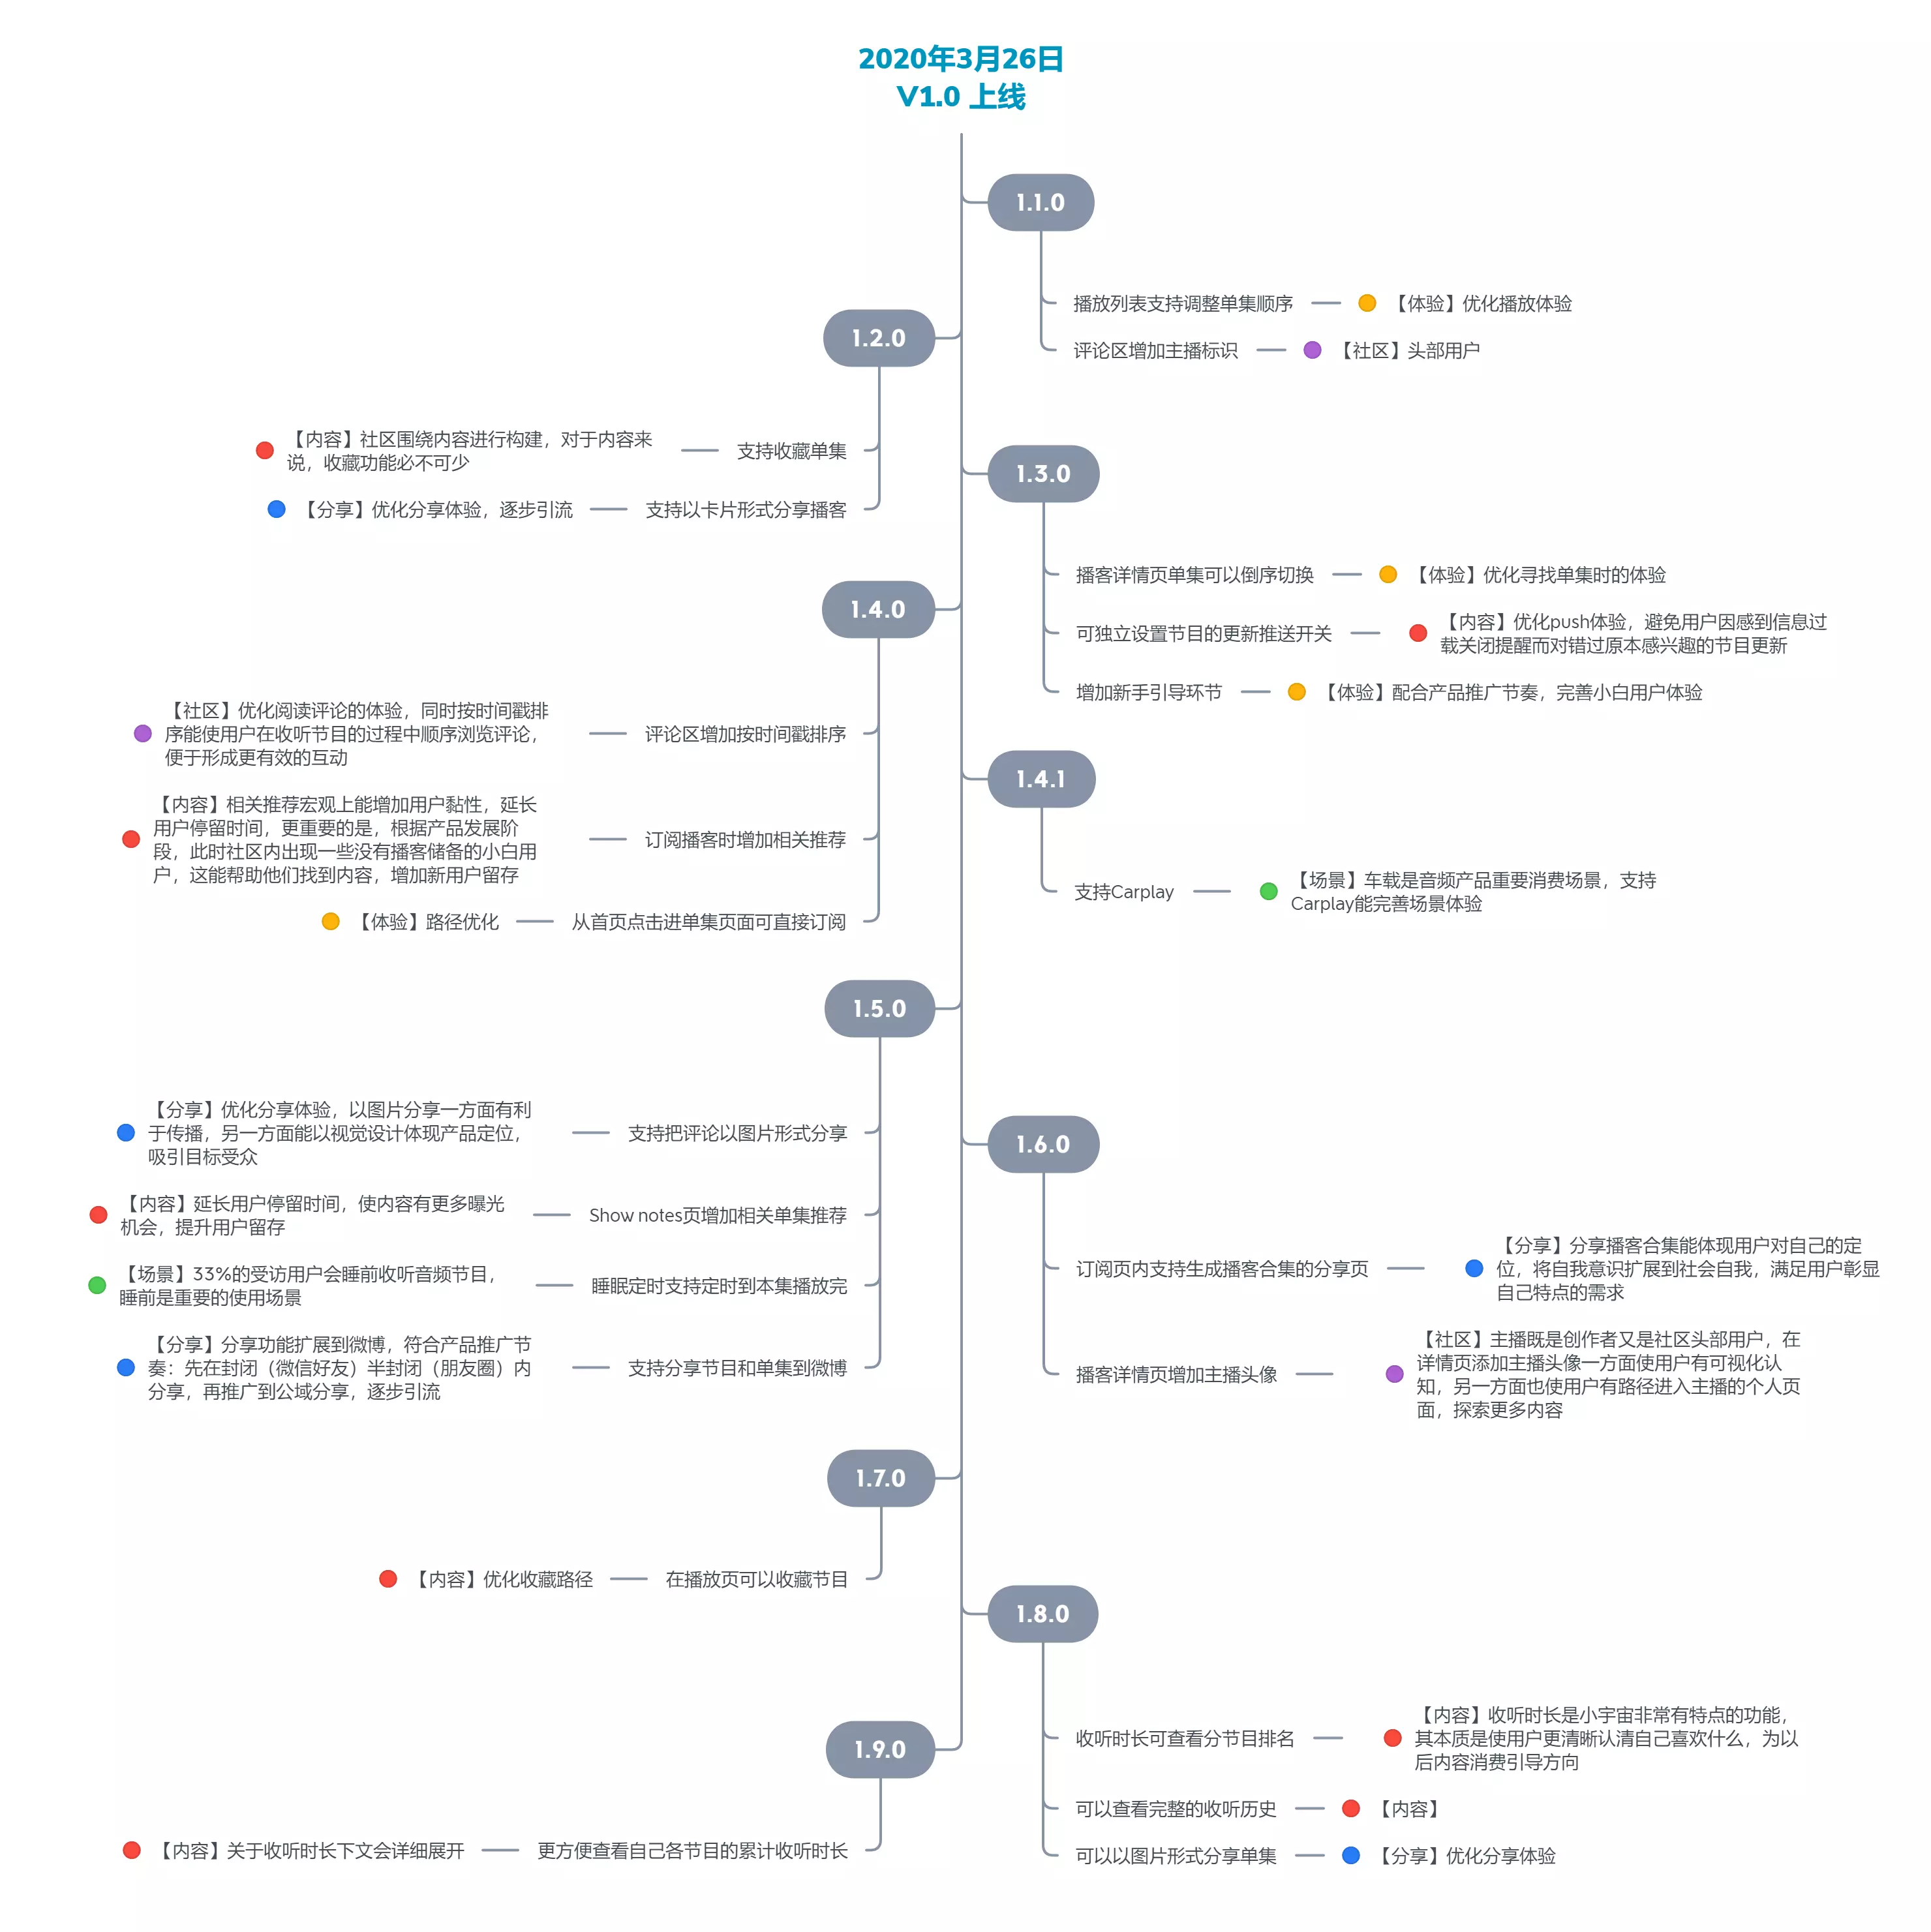 2020年3月26日
V1.0 上线
1.1.0
播放列表支持调整单集顺序
【体验】优化播放体验
评论区增加主播标识
【社区】头部用户
1.2.0
支持收藏单集
【内容】社区围绕内容进行构建，对于内容来
说，收藏功能必不可少
支持以卡片形式分享播客
【分享】优化分享体验，逐步引流
1.3.0
播客详情页单集可以倒序切换
【体验】优化寻找单集时的体验
可独立设置节目的更新推送开关
【内容】优化push体验，避免用户因感到信息过
载关闭提醒而对错过原本感兴趣的节目更新
增加新手引导环节
【体验】配合产品推广节奏，完善小白用户体验
1.4.0
评论区增加按时间戳排序
【社区】优化阅读评论的体验，同时按时间戳排
序能使用户在收听节目的过程中顺序浏览评论，
便于形成更有效的互动
订阅播客时增加相关推荐
【内容】相关推荐宏观上能增加用户黏性，延长
用户停留时间，更重要的是，根据产品发展阶
段，此时社区内出现一些没有播客储备的小白用
户，这能帮助他们找到内容，增加新用户留存
从首页点击进单集页面可直接订阅
【体验】路径优化
1.4.1
支持Carplay
【场景】车载是音频产品重要消费场景，支持
Carplay能完善场景体验
1.5.0
支持把评论以图片形式分享
【分享】优化分享体验，以图片分享一方面有利
于传播，另一方面能以视觉设计体现产品定位，
吸引目标受众
Show notes页增加相关单集推荐
【内容】延长用户停留时间，使内容有更多曝光
机会，提升用户留存
睡眠定时支持定时到本集播放完
【场景】33%的受访用户会睡前收听音频节目，
睡前是重要的使用场景
支持分享节目和单集到微博
【分享】分享功能扩展到微博，符合产品推广节
奏：先在封闭（微信好友）半封闭（朋友圈）内
分享，再推广到公域分享，逐步引流
1.6.0
订阅页内支持生成播客合集的分享页
【分享】分享播客合集能体现用户对自己的定
位，将自我意识扩展到社会自我，满足用户彰显
自己特点的需求
播客详情页增加主播头像
【社区】主播既是创作者又是社区头部用户，在
详情页添加主播头像一方面使用户有可视化认
知，另一方面也使用户有路径进入主播的个人页
面，探索更多内容
1.7.0
在播放页可以收藏节目
【内容】优化收藏路径
1.8.0
收听时长可查看分节目排名
【内容】收听时长是小宇宙非常有特点的功能，
其本质是使用户更清晰认清自己喜欢什么，为以
后内容消费引导方向
可以查看完整的收听历史
【内容】
可以以图片形式分享单集
【分享】优化分享体验
1.9.0
更方便查看自己各节目的累计收听时长
【内容】关于收听时长下文会详细展开